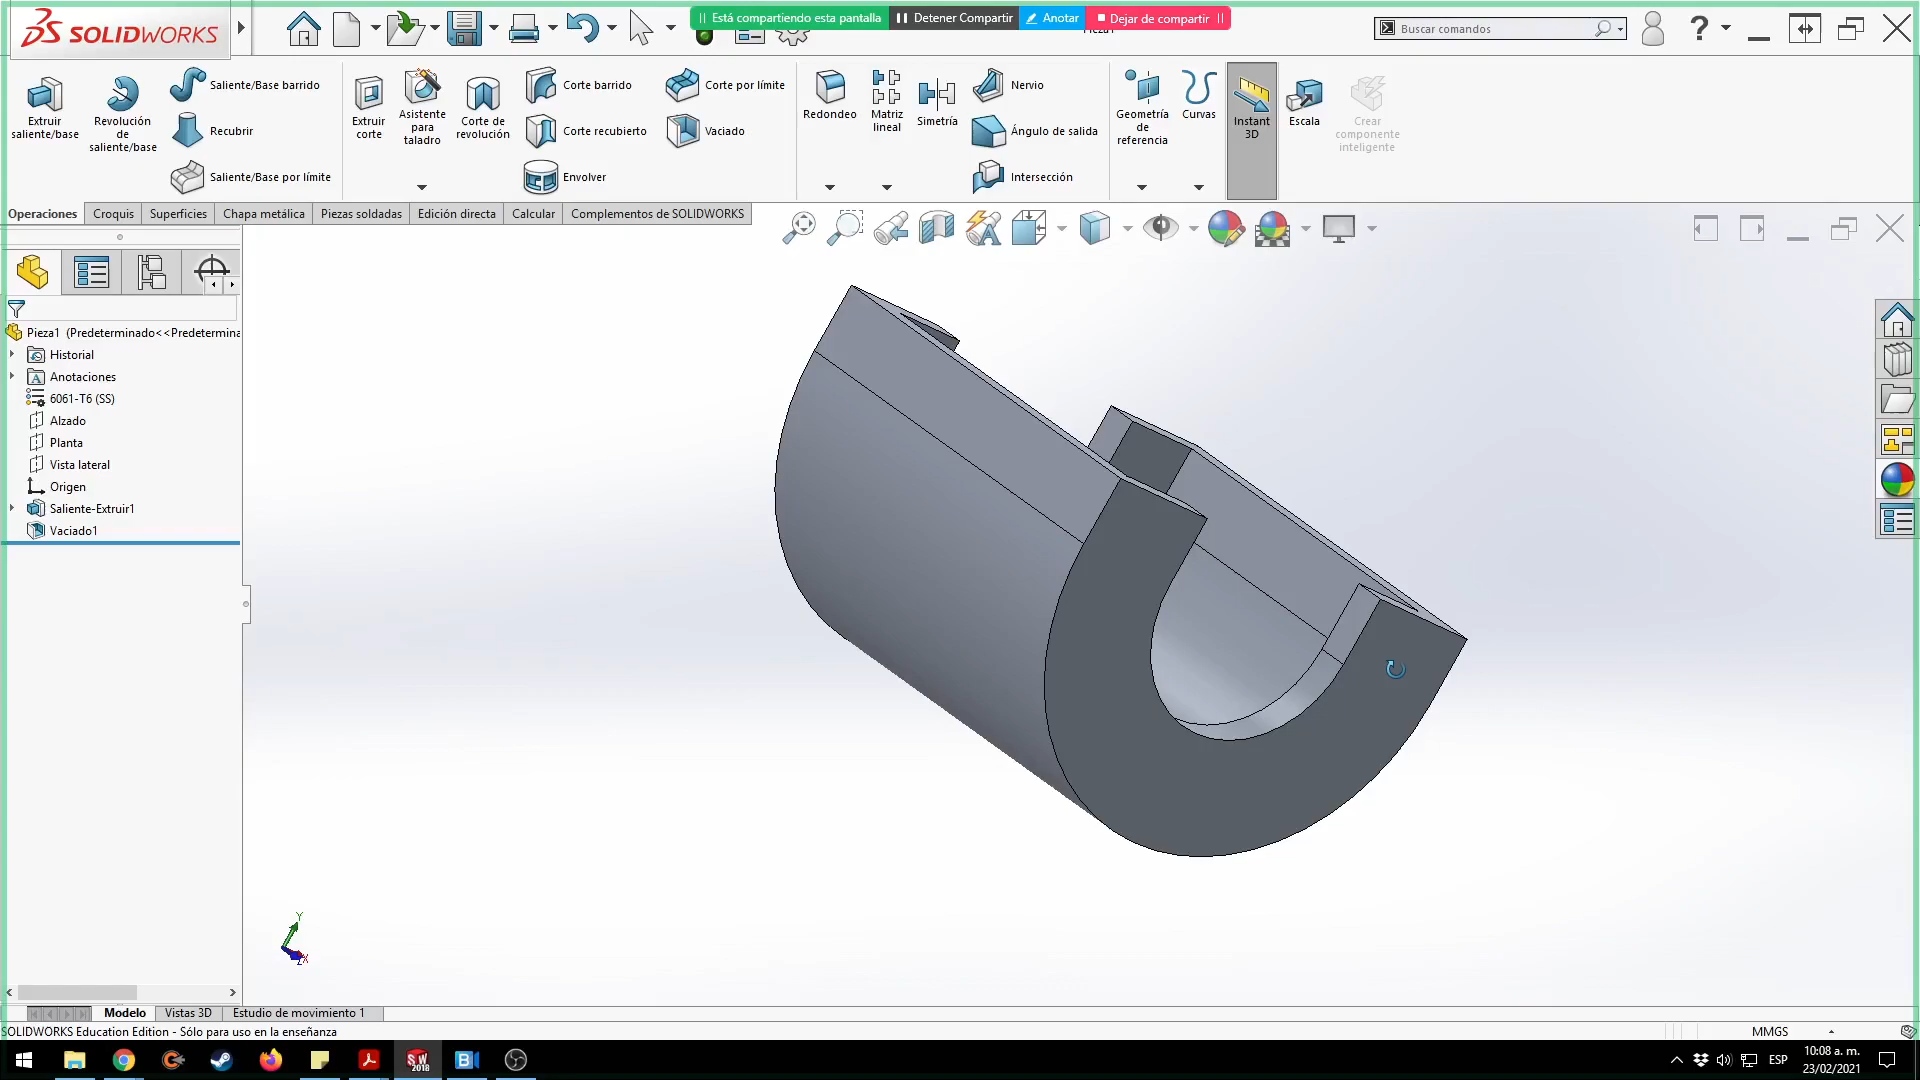 SOLIDWORKS
Está compartiendo esta pantalla
Detener Compartir
Anotar
Dejar de compartir
Buscar comandos
?
Extruir
saliente/base
Revolución
de
saliente/base
Saliente/Base barrido
Recubrir
Saliente/Base por límite
Extruir
corte
Asistente
para
taladro
Corte de
revolución
Corte barrido
Corte recubierto
Envolver
Corte por límite
Vaciado
Redondeo
Matriz
lineal
Simetría
Nervio
Ángulo de salida
Intersección
Geometría
de
referencia
Curvas
Instant
3D
Escala
Crear
componente
inteligente
Operaciones
Croquis
Superficies
Chapa metálica
Piezas soldadas
Edición directa
Calcular
Complementos de SOLIDWORKS
Pieza1 (Predeterminado<<Predetermina
Historial
Anotaciones
6061-T6 (SS)
Alzado
Planta
Vista lateral
Origen
Saliente-Extruir1
Vaciado1
Y
X
Modelo
Vistas 3D
Estudio de movimiento 1
SOLIDWORKS Education Edition - Sólo para uso en la enseñanza
MMGS
SW
2018
ESP
10:08 a. m.
23/02/2021